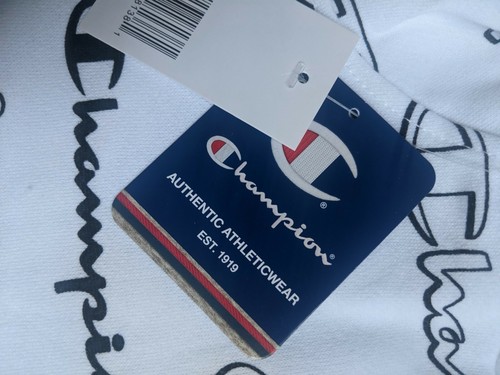 Champion
AUTHENTIC ATHLETICWEAR
EST. 1919
Champion
Champion